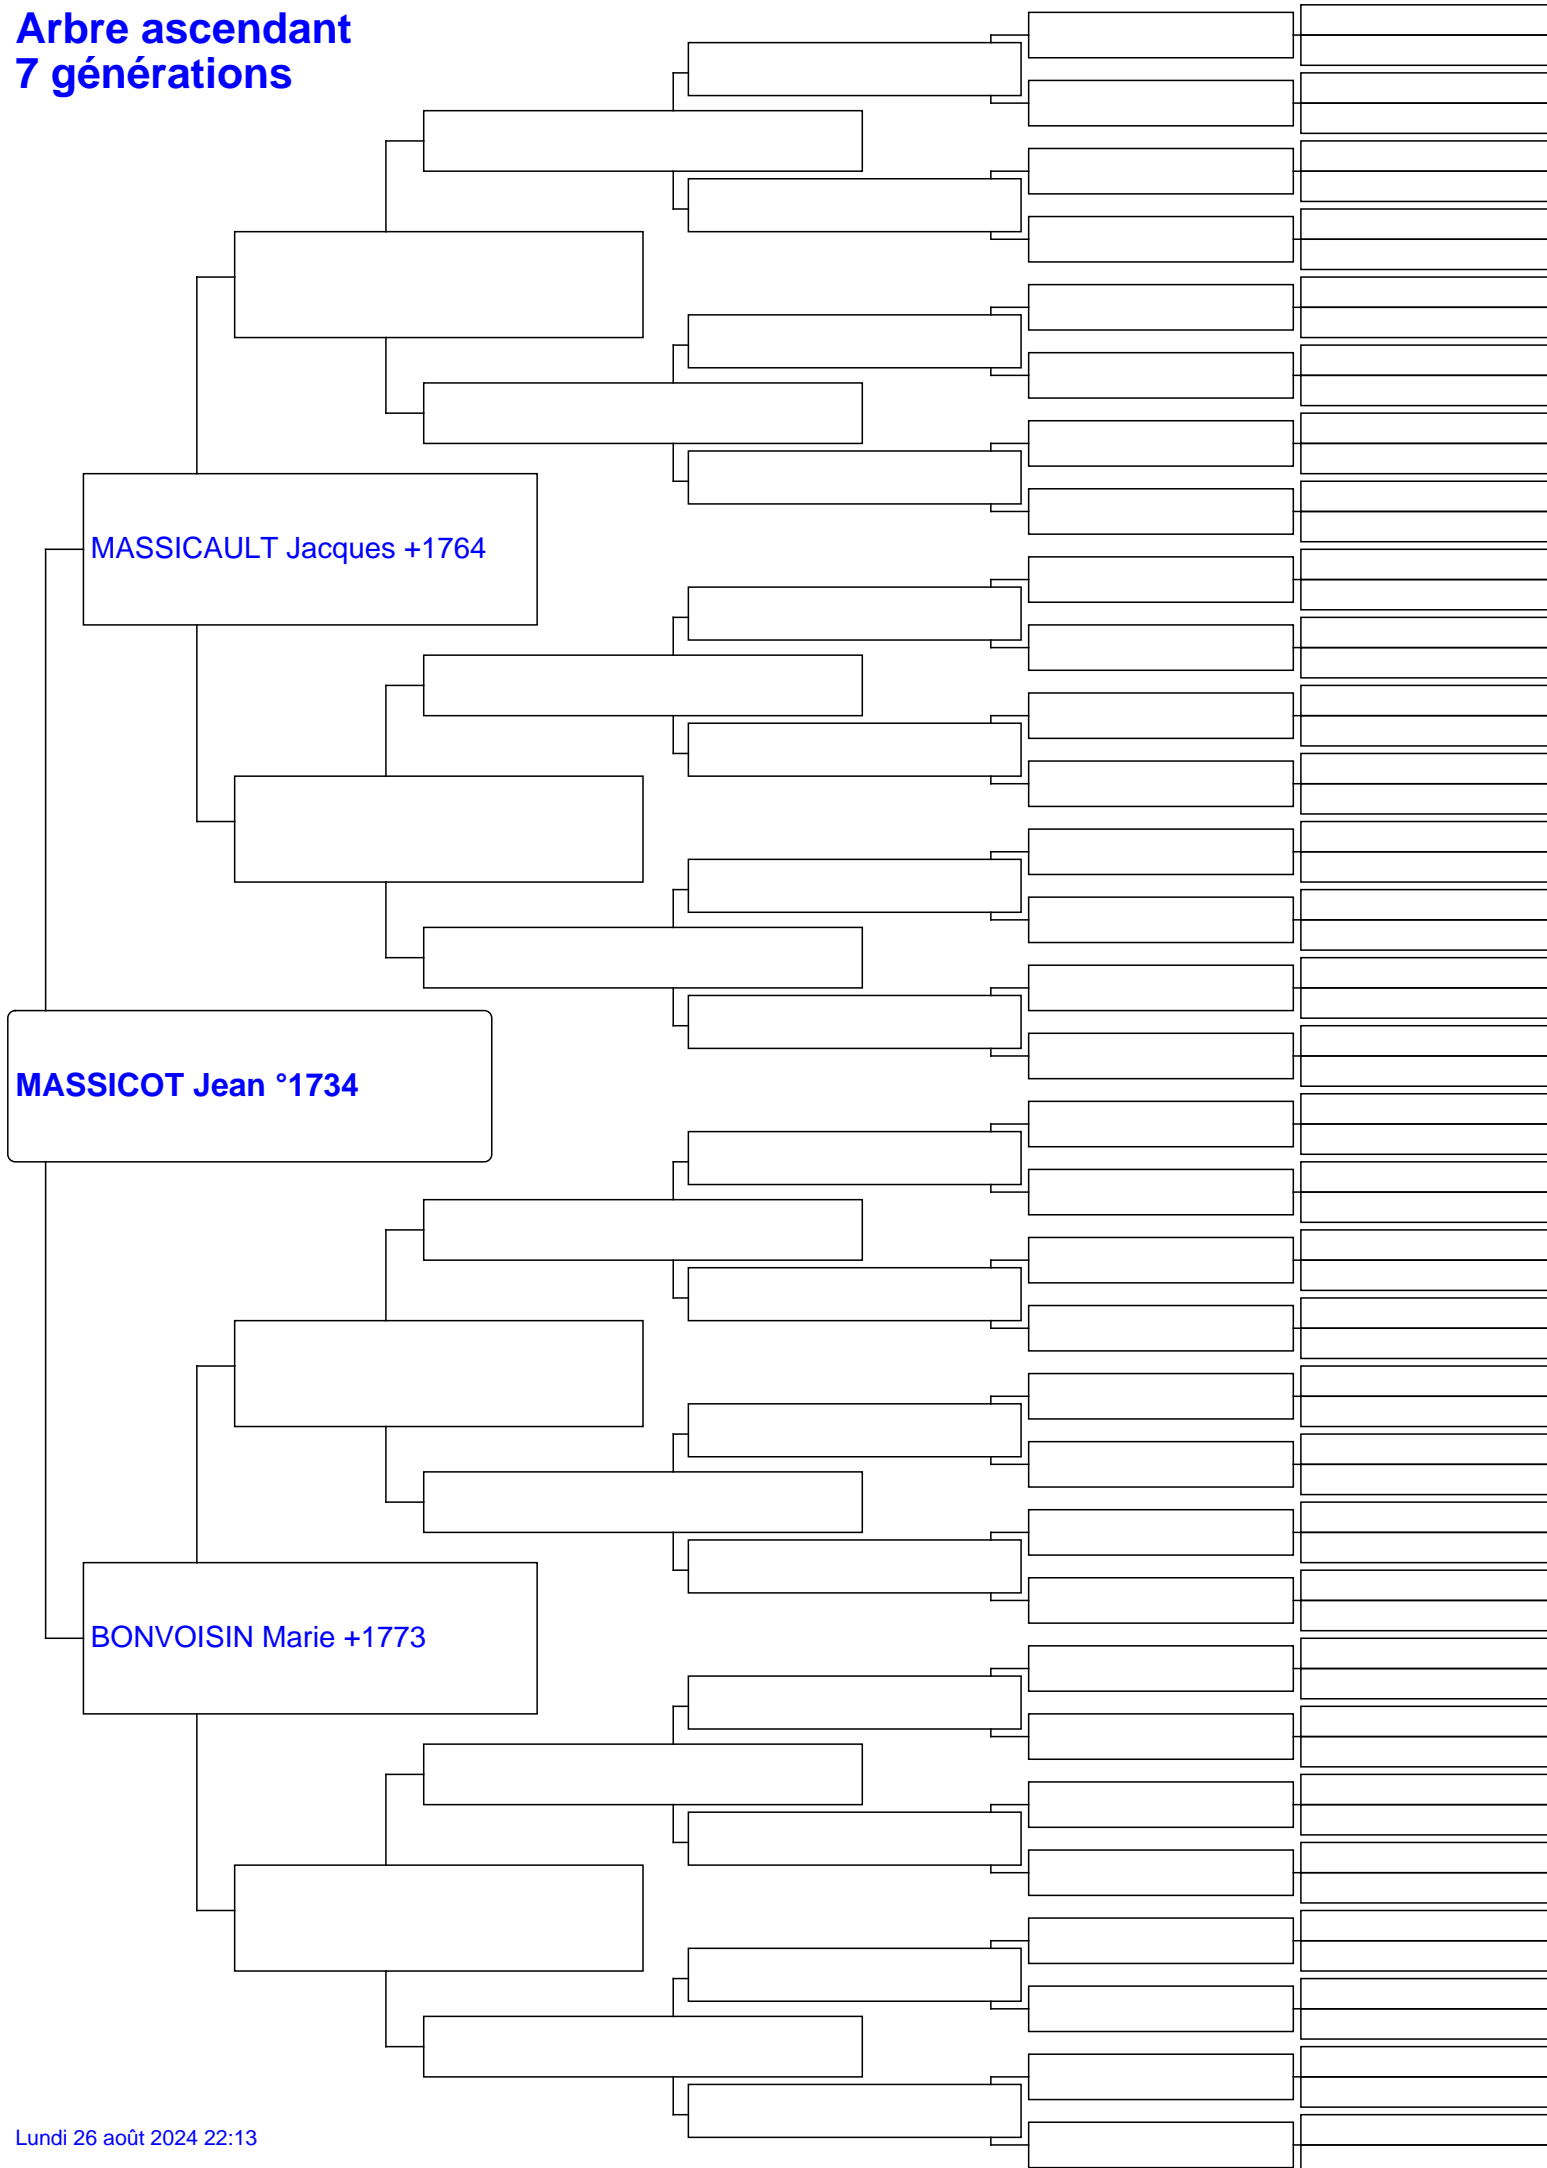 Arbre ascendant
7 générations
MASSICAULT Jacques +1764
MASSICOT Jean °1734
BONVOISIN Marie +1773
Lundi 26 août 2024 22:13